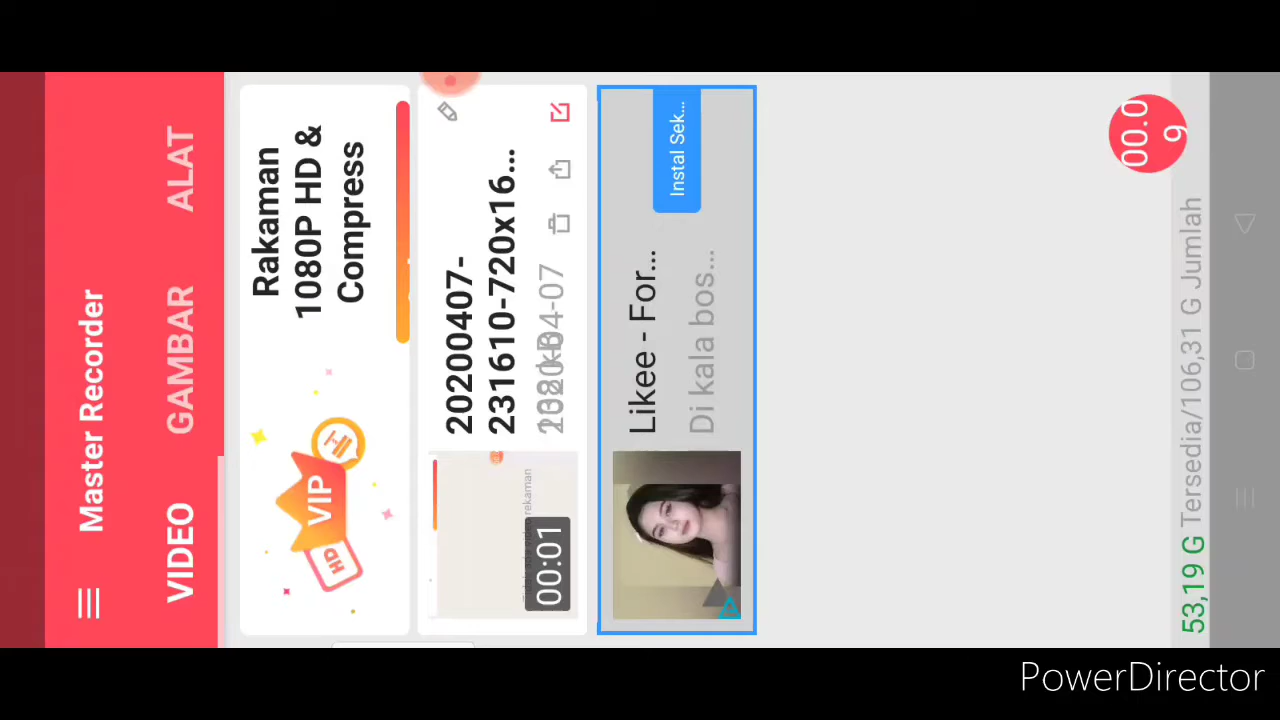 Master Recorder
VIDEO GAMBAR ALAT
VIP
HD
Rakaman
1080P HD &
Compress
20200407-
231610-720x16...
rekaman
00:01
Likee - For...
Di kala bos...
Instal Sek...
53,19 G Tersedia/106,31 G Jumlah
00.0
9
PowerDirector